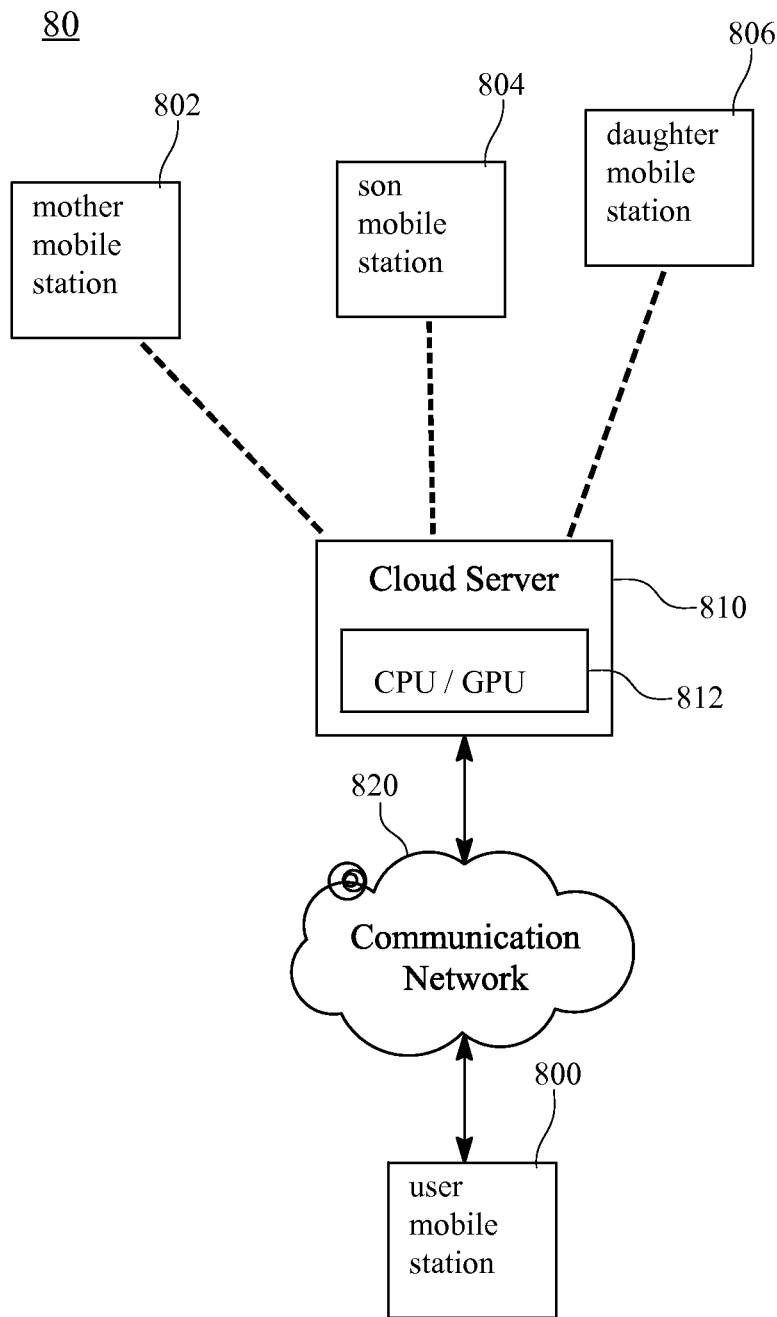 80
802
804
806
mother
mobile
station
son
mobile
station
daughter
mobile
station
Cloud Server
810
CPU / GPU
812
820
Communication
Network
800
user
mobile
station